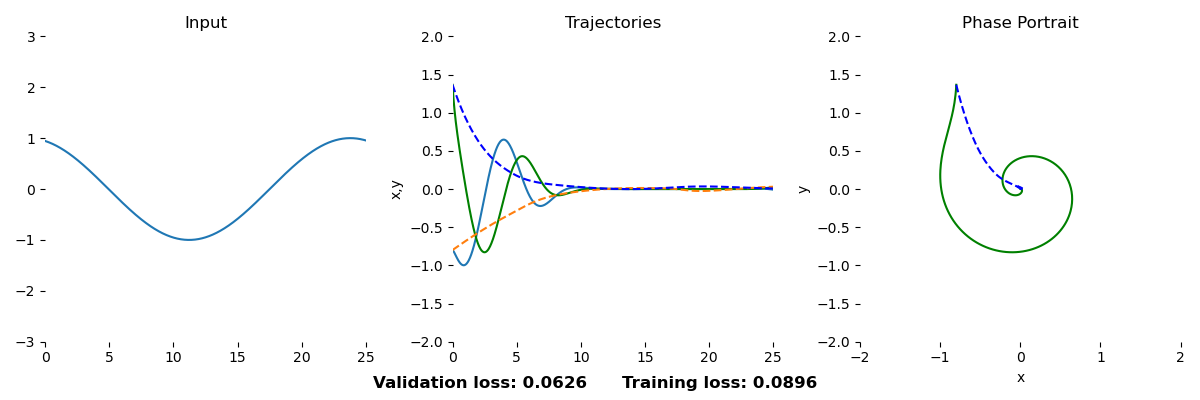 Input
3
2
1
0
−1
−2
−3
0 5 10 15 20 25
Trajectories
x,y
2.0
1.5
1.0
0.5
0.0
−0.5
−1.0
−1.5
−2.0
0 5 10 15 20 25
Phase Portrait
y
2.0
1.5
1.0
0.5
0.0
−0.5
−1.0
−1.5
−2.0
−2 −1 0 1 2
x
Validation loss: 0.0626 Training loss: 0.0896